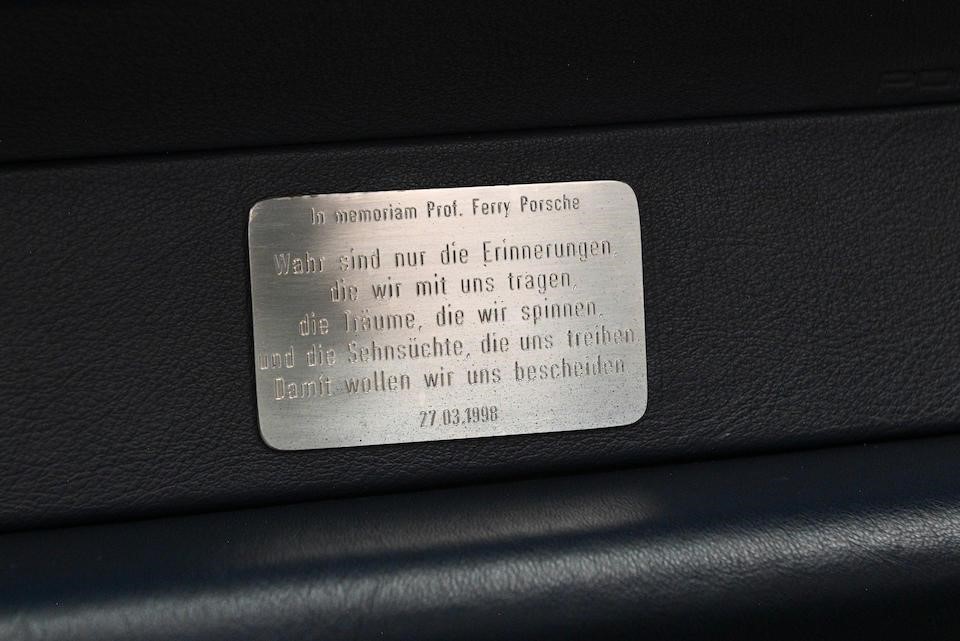 In memoriam Prof. Ferry Porsche
Wahr sind nur die Erinnerungen,
die wir mit uns tragen,
die Träume, die wir spinnen,
und die Sehnsüchte, die uns treiben.
Damit wollen wir uns bescheiden.
27.03.1998